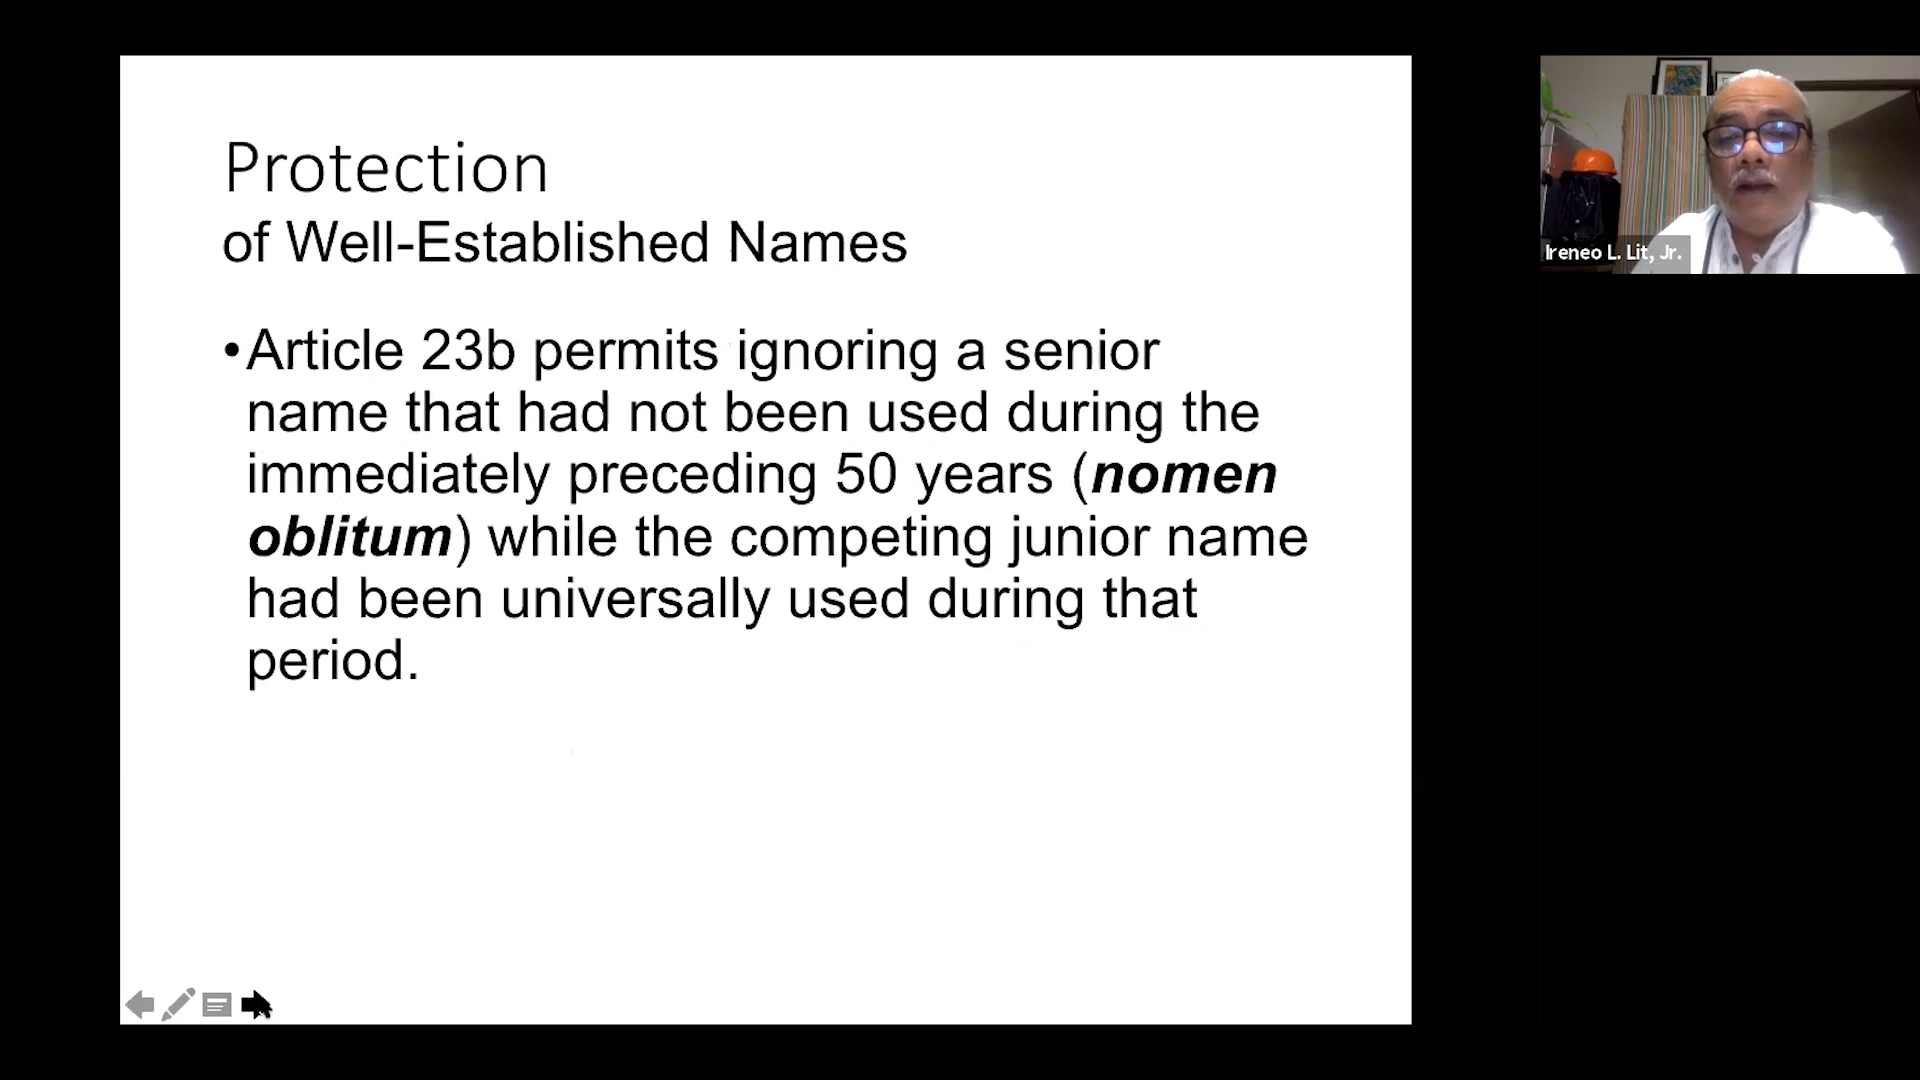 Protection
of Well-Established Names
•Article 23b permits ignoring a senior
name that had not been used during the
immediately preceding 50 years (nomen
oblitum) while the competing junior name
had been universally used during that
period.
Ireneo L. Lit, Jr.